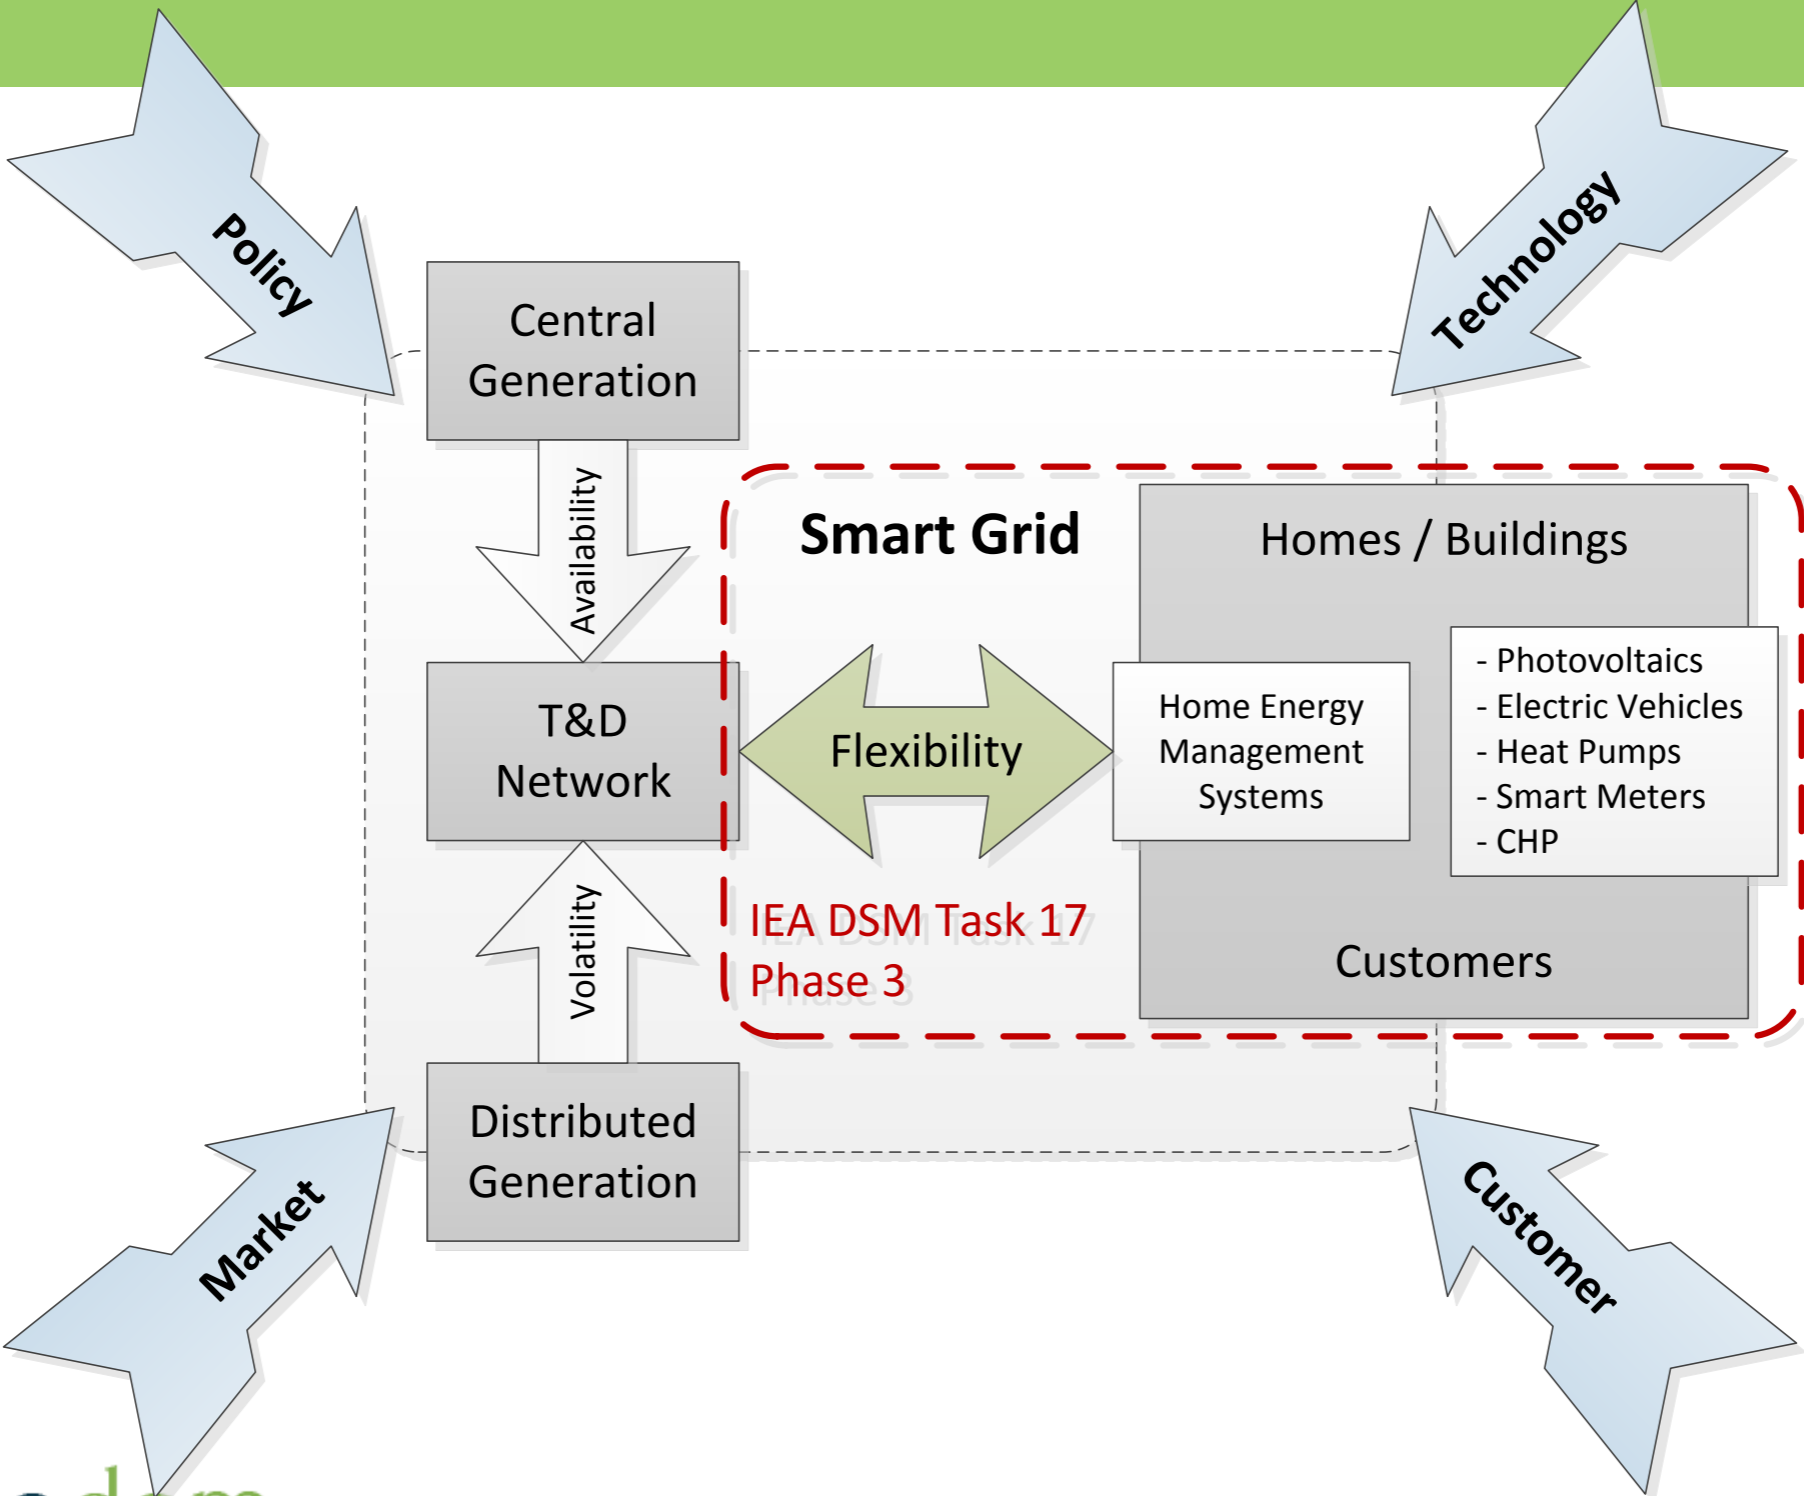 Policy
Technology
Central
Generation
Availability
Smart Grid
Homes / Buildings
T&D
Network
Flexibility
Home Energy
Management
Systems
- Photovoltaics
- Electric Vehicles
- Heat Pumps
- Smart Meters
- CHP
Volatility
IEA DSM Task 17
Phase 3
Customers
Distributed
Generation
Market
Customer